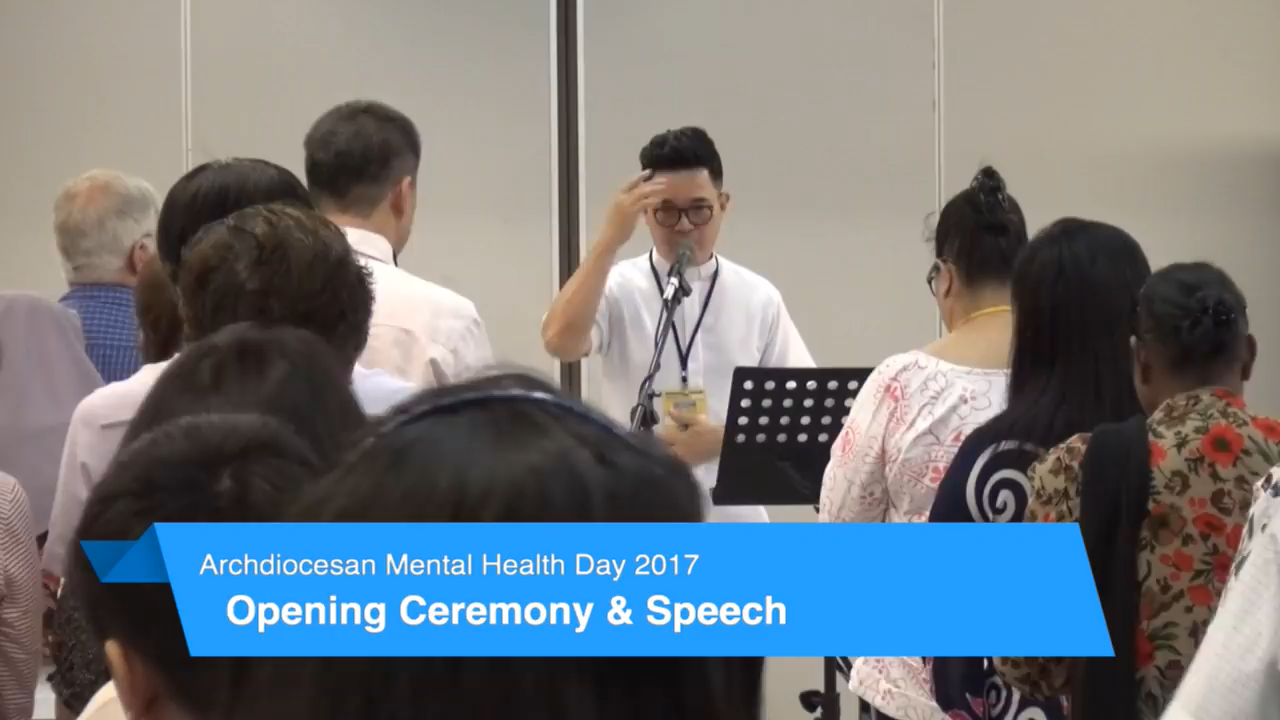 Archdiocesan Mental Health Day 2017
Opening Ceremony & Speech